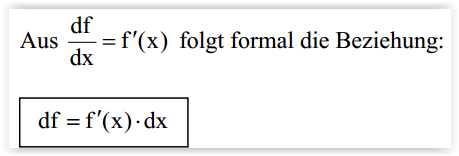 Aus df/dx = f′(x) folgt formal die Beziehung:
df = f′(x)·dx